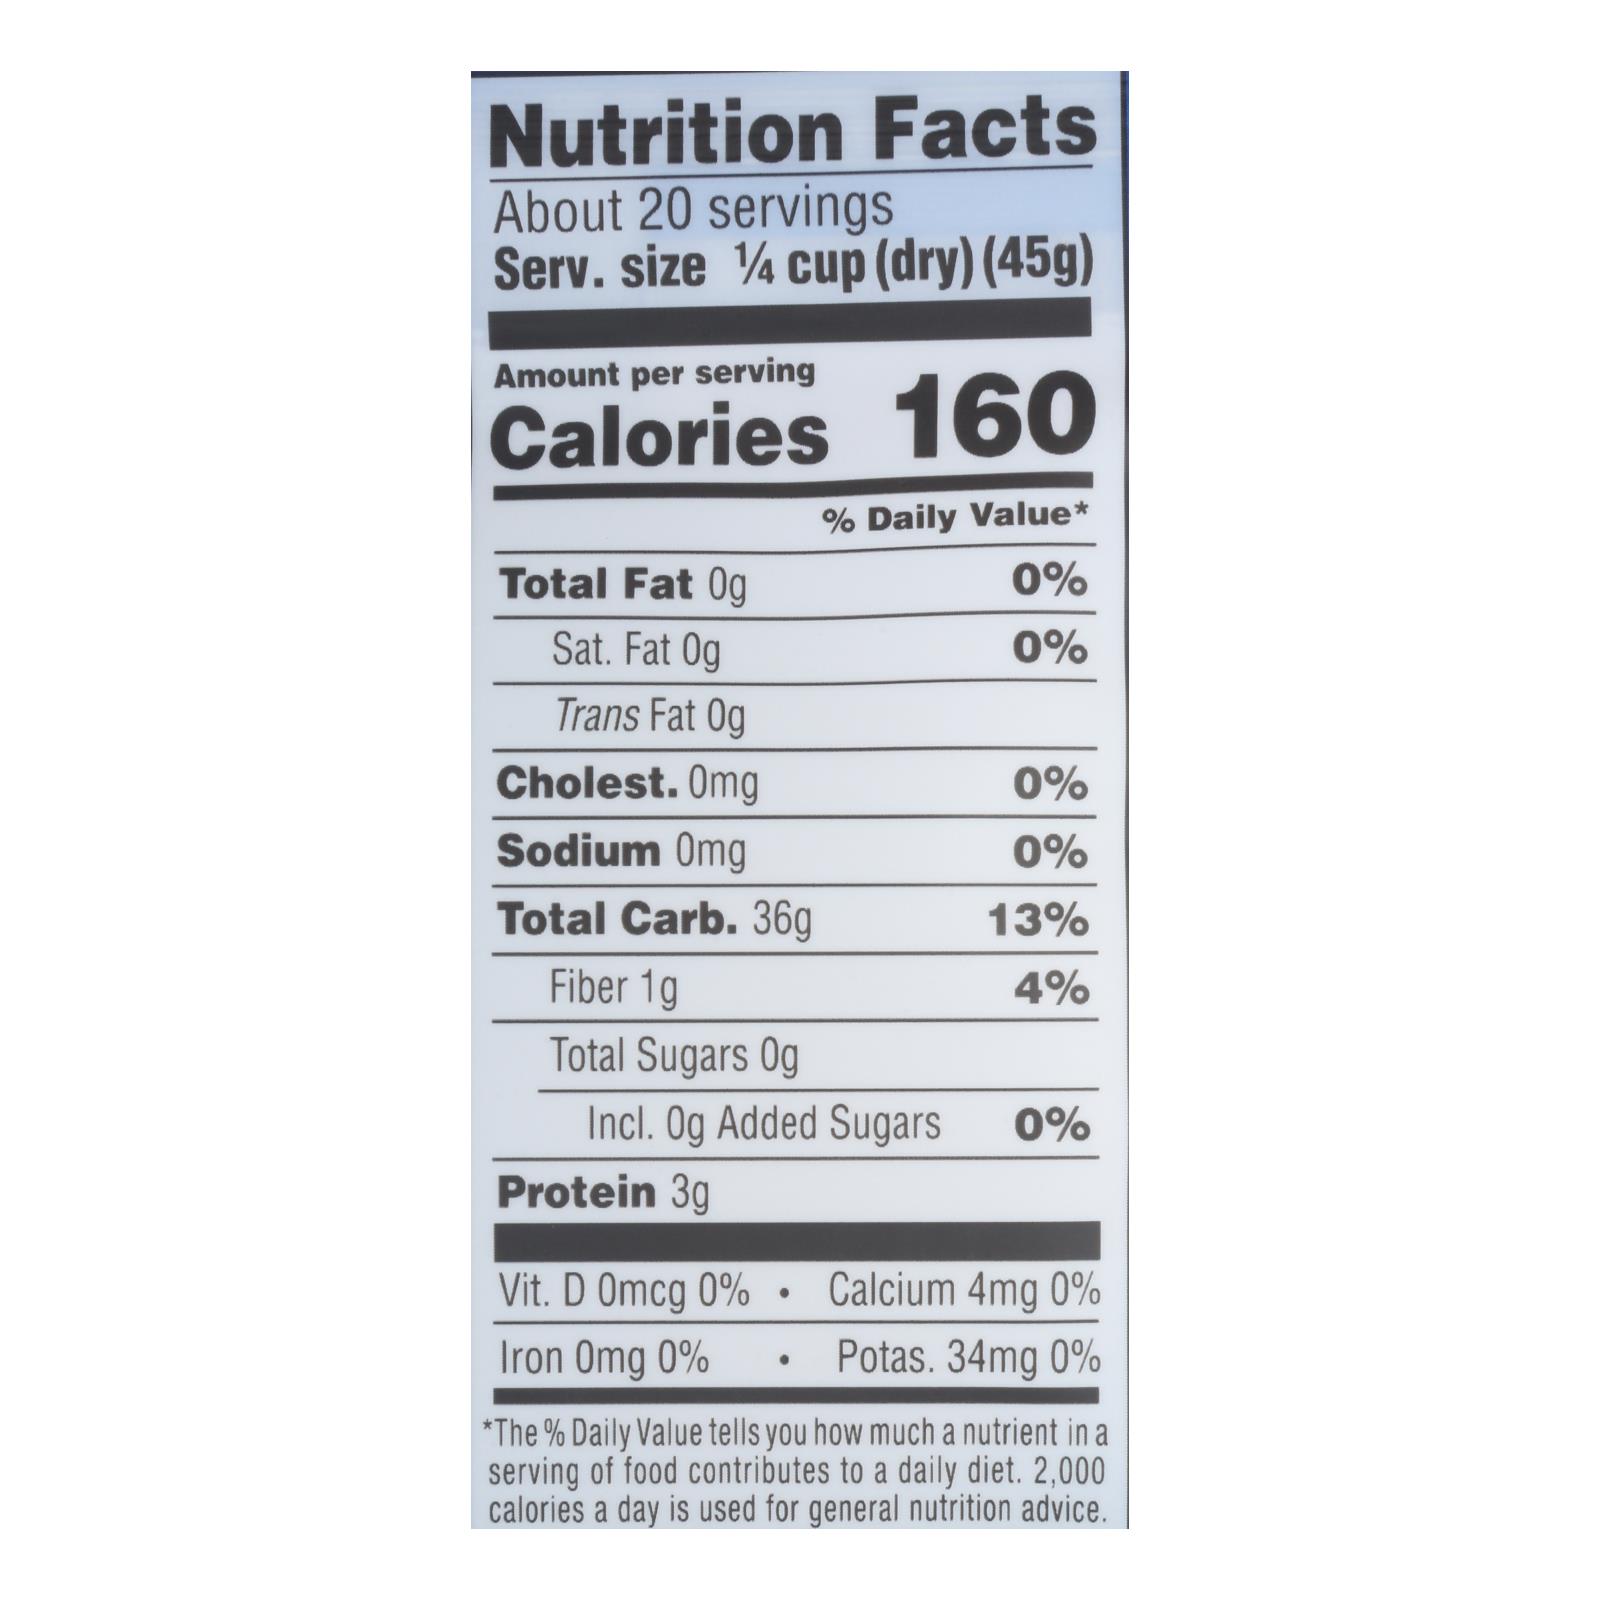 Nutrition Facts
About 20 servings
Serv. size ¼ cup (dry) (45g)
Amount per serving
Calories 160
% Daily Value*
Total Fat 0g 0%
Sat. Fat 0g 0%
Trans Fat 0g
Cholest. 0mg 0%
Sodium 0mg 0%
Total Carb. 36g 13%
Fiber 1g 4%
Total Sugars 0g
Incl. 0g Added Sugars 0%
Protein 3g
Vit. D 0mcg 0% • Calcium 4mg 0%
Iron 0mg 0% • Potas. 34mg 0%
*The % Daily Value tells you how much a nutrient in a
serving of food contributes to a daily diet. 2,000
calories a day is used for general nutrition advice.